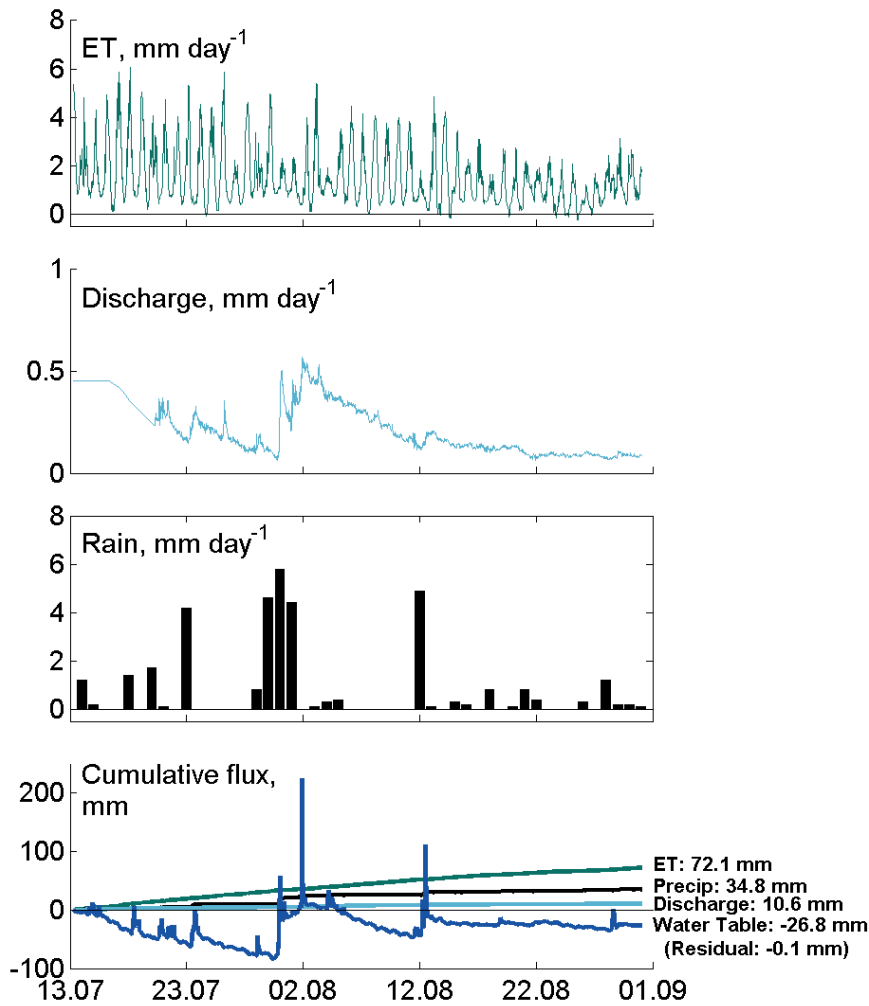 8
ET, mm day⁻¹
6
4
2
0
1
Discharge, mm day⁻¹
0.5
0
8
Rain, mm day⁻¹
6
4
2
0
Cumulative flux,
mm
200
100
0
-100
ET: 72.1 mm
Precip: 34.8 mm
Discharge: 10.6 mm
Water Table: -26.8 mm
(Residual: -0.1 mm)
13.07 23.07 02.08 12.08 22.08 01.09